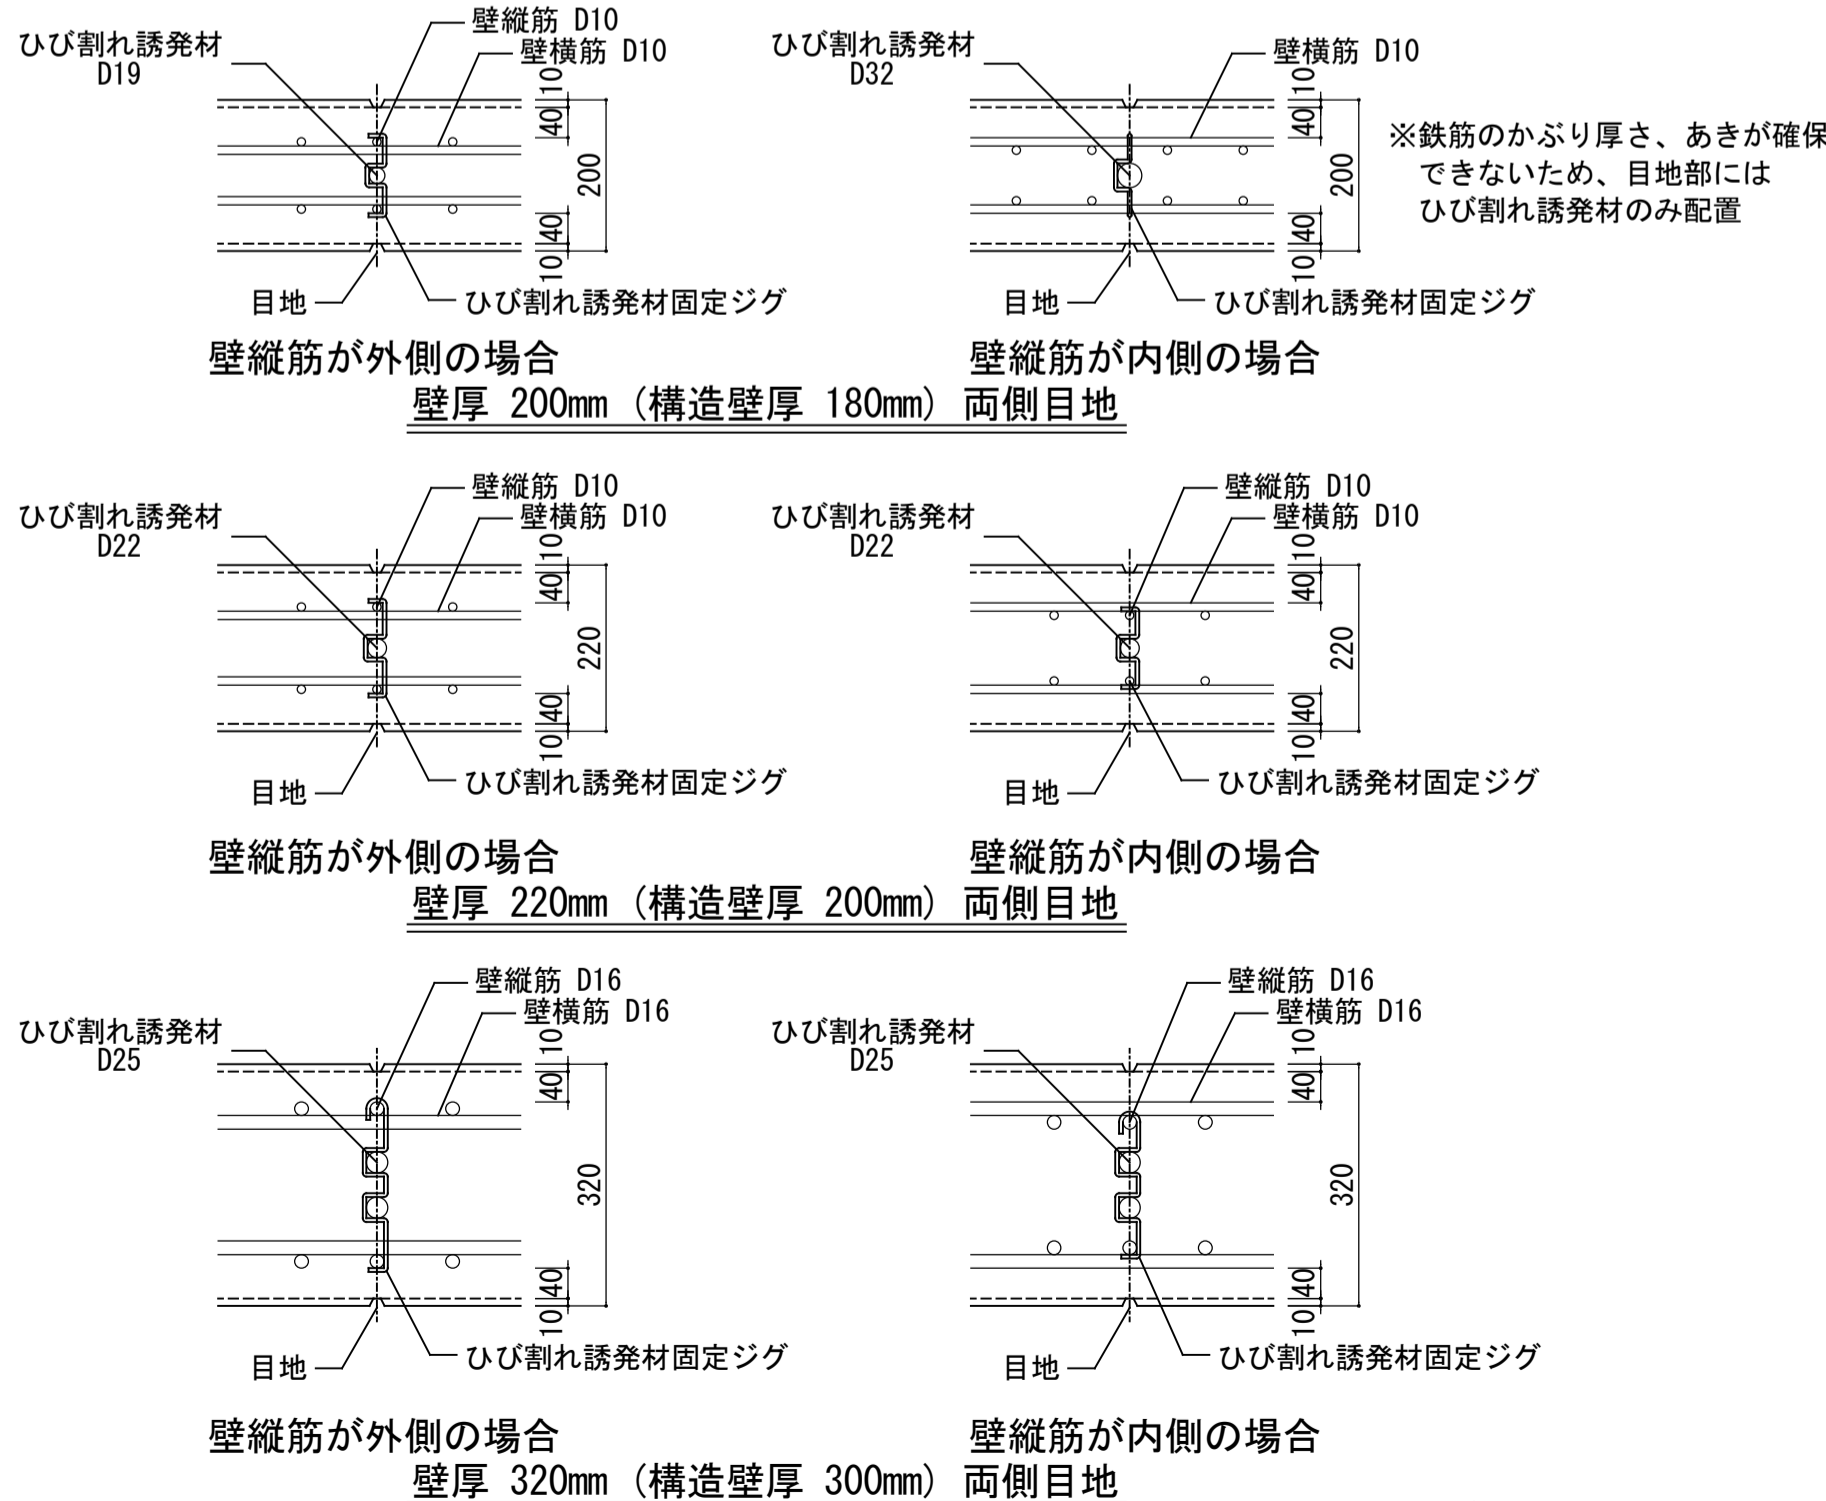 壁縦筋 D10
ひび割れ誘発材
D19
壁横筋 D10
10
40
200
40
10
目地
ひび割れ誘発材固定ジグ
壁縦筋が外側の場合
ひび割れ誘発材
D32
壁横筋 D10
10
40
200
40
10
※鉄筋のかぶり厚さ、あきが確保
できないため、目地部には
ひび割れ誘発材のみ配置
目地
ひび割れ誘発材固定ジグ
壁縦筋が内側の場合
壁厚 200mm (構造壁厚 180mm) 両側目地
壁縦筋 D10
ひび割れ誘発材
D22
壁横筋 D10
10
40
220
40
10
目地
ひび割れ誘発材固定ジグ
壁縦筋が外側の場合
壁縦筋 D10
ひび割れ誘発材
D22
壁横筋 D10
10
40
220
40
10
目地
ひび割れ誘発材固定ジグ
壁縦筋が内側の場合
壁厚 220mm (構造壁厚 200mm) 両側目地
壁縦筋 D16
壁横筋 D16
ひび割れ誘発材
D25
10
40
320
40
10
目地
ひび割れ誘発材固定ジグ
壁縦筋が外側の場合
壁縦筋 D16
壁横筋 D16
ひび割れ誘発材
D25
10
40
320
40
10
目地
ひび割れ誘発材固定ジグ
壁縦筋が内側の場合
壁厚 320mm (構造壁厚 300mm) 両側目地